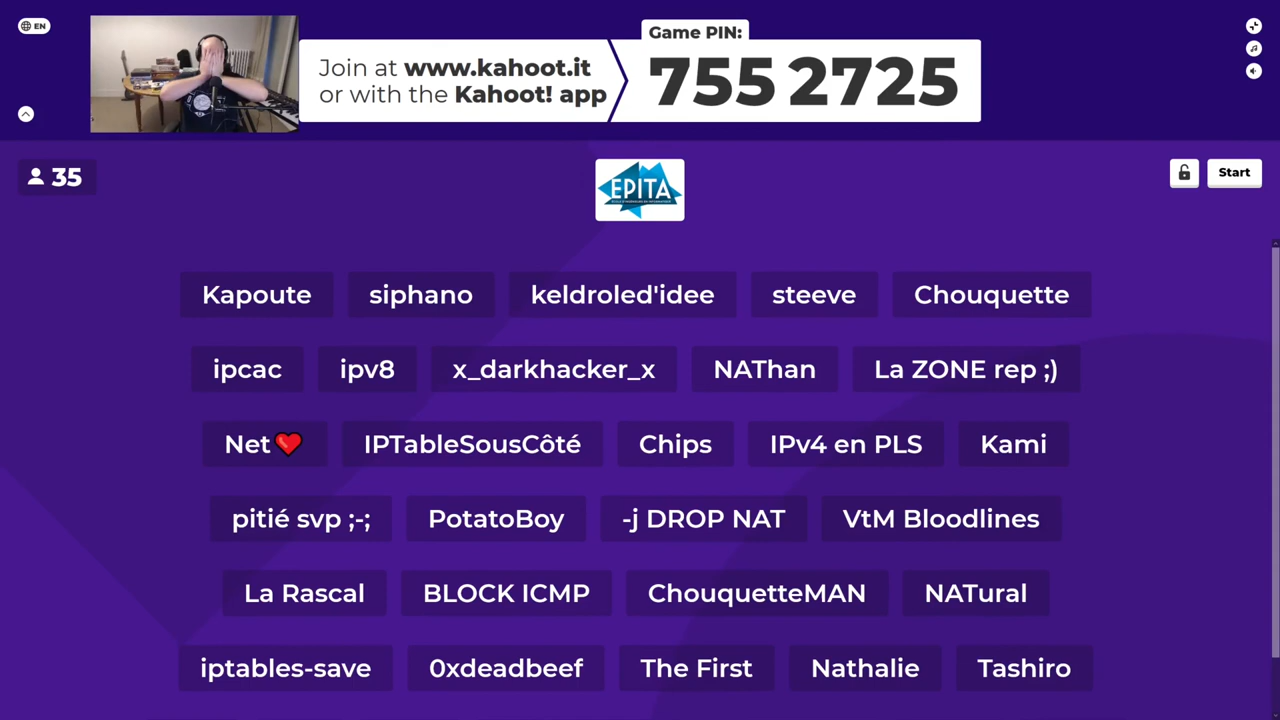 EN
Game PIN:
Join at www.kahoot.it
or with the Kahoot! app
755 2725
35
EPITA
Start
Kapoute siphano keldroled'idee steeve Chouquette
ipcac ipv8 x_darkhacker_x NAThan La ZONE rep ;)
Net❤️ IPTableSousCôté Chips IPv4 en PLS Kami
pitié svp ;-; PotatoBoy -j DROP NAT VtM Bloodlines
La Rascal BLOCK ICMP ChouquetteMAN NATural
iptables-save 0xdeadbeef The First Nathalie Tashiro